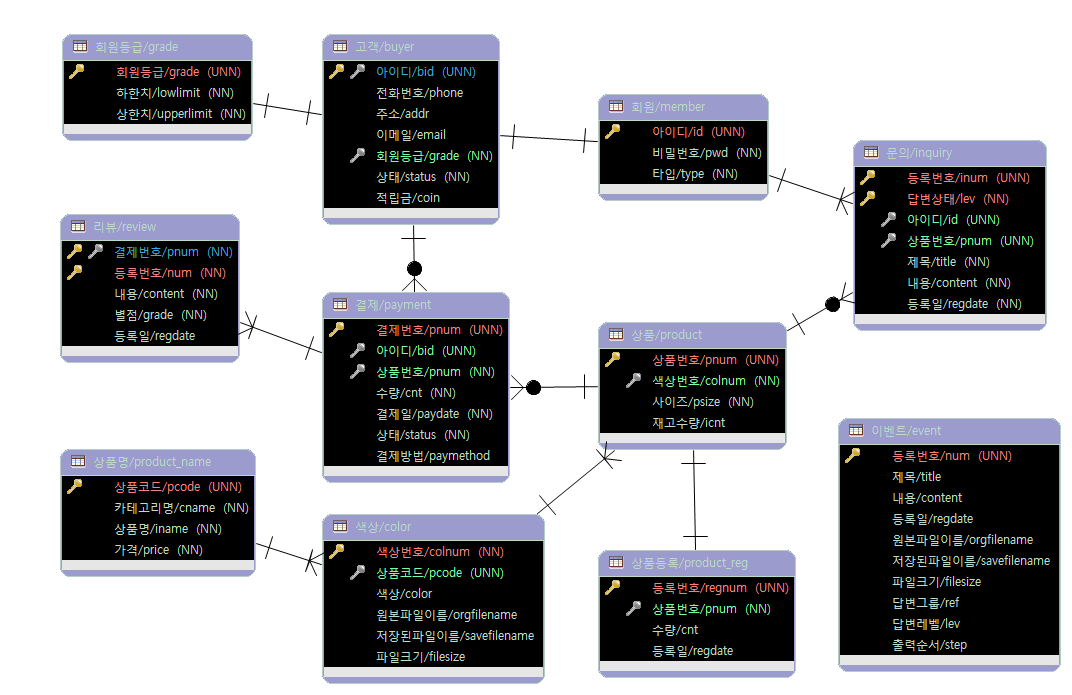 회원등급/grade
회원등급/grade (UNN)
하한치/lowlimit (NN)
상한치/upperlimit (NN)
고객/buyer
아이디/bid (UNN)
전화번호/phone
주소/addr
이메일/email
회원등급/grade (NN)
상태/status (NN)
적립금/coin
회원/member
아이디/id (UNN)
비밀번호/pwd (NN)
타입/type (NN)
문의/inquiry
등록번호/inum (UNN)
답변상태/lev (NN)
아이디/id (UNN)
상품번호/pnum (UNN)
제목/title (NN)
내용/content (NN)
등록일/regdate (NN)
리뷰/review
결제번호/pnum (NN)
등록번호/num (NN)
내용/content (NN)
별점/grade (NN)
등록일/regdate
결제/payment
결제번호/pnum (UNN)
아이디/bid (UNN)
상품번호/pnum (NN)
수량/cnt (NN)
결제일/paydate (NN)
상태/status (NN)
결제방법/paymethod
상품/product
상품번호/pnum (UNN)
색상번호/colnum (NN)
사이즈/psize (NN)
재고수량/icnt
상품명/product_name
상품코드/pcode (UNN)
카테고리명/cname (NN)
상품명/iname (NN)
가격/price (NN)
색상/color
색상번호/colnum (NN)
상품코드/pcode (UNN)
색상/color
원본파일이름/orgfilename
저장된파일이름/savefilename
파일크기/filesize
상품등록/product_reg
등록번호/regnum (UNN)
상품번호/pnum (NN)
수량/cnt
등록일/regdate
이벤트/event
등록번호/num (UNN)
제목/title
내용/content
등록일/regdate
원본파일이름/orgfilename
저장된파일이름/savefilename
파일크기/filesize
답변그룹/ref
답변레벨/lev
출력순서/step